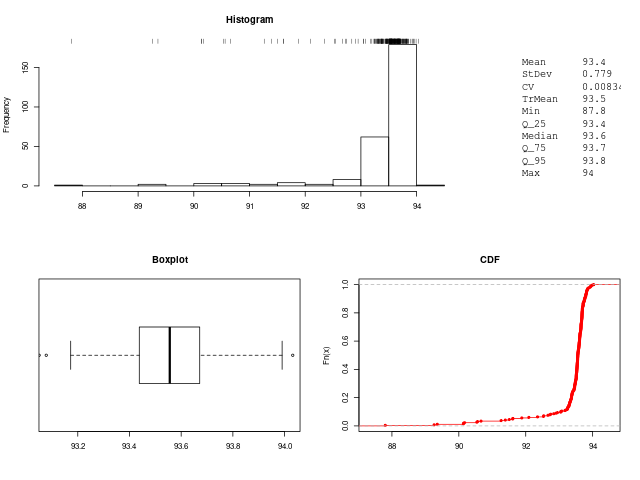 Histogram
Frequency
0 50 100 150
88 89 90 91 92 93 94
Mean 93.4
StDev 0.779
CV 0.00834
TrMean 93.5
Min 87.8
Q_25 93.4
Median 93.6
Q_75 93.7
Q_95 93.8
Max 94
Boxplot
93.2 93.4 93.6 93.8 94.0
CDF
Fn(x)
0.0 0.2 0.4 0.6 0.8 1.0
88 90 92 94